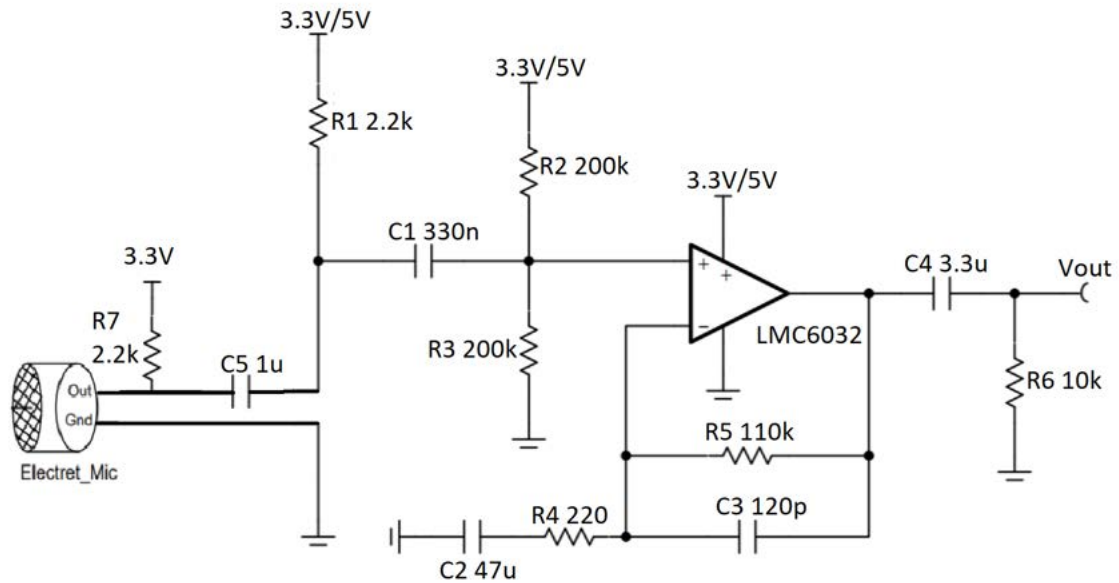 3.3V/5V
R1 2.2k
3.3V/5V
R2 200k
3.3V/5V
C1 330n
3.3V
+
+
−
LMC6032
C4 3.3u
Vout
R7
2.2k
C5 1u
R3 200k
R6 10k
Out
Gnd
Electret_Mic
R5 110k
R4 220
C3 120p
C2 47u